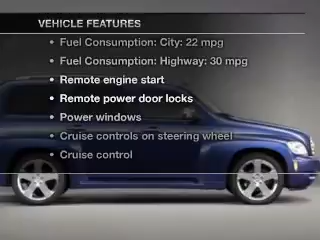 VEHICLE FEATURES
• Fuel Consumption: City: 22 mpg
• Fuel Consumption: Highway: 30 mpg
• Remote engine start
• Remote power door locks
• Power windows
• Cruise controls on steering wheel
• Cruise control